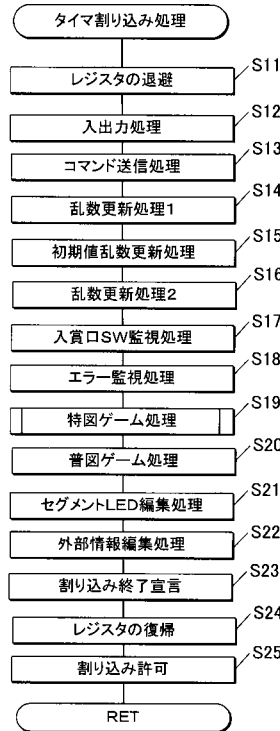 タイマ割り込み処理
S11
レジスタの退避
S12
入出力処理
S13
コマンド送信処理
S14
乱数更新処理1
S15
初期値乱数更新処理
S16
乱数更新処理2
S17
入賞口SW監視処理
S18
エラー監視処理
S19
特図ゲーム処理
S20
普図ゲーム処理
S21
セグメントLED編集処理
S22
外部情報編集処理
S23
割り込み終了宣言
S24
レジスタの復帰
S25
割り込み許可
RET